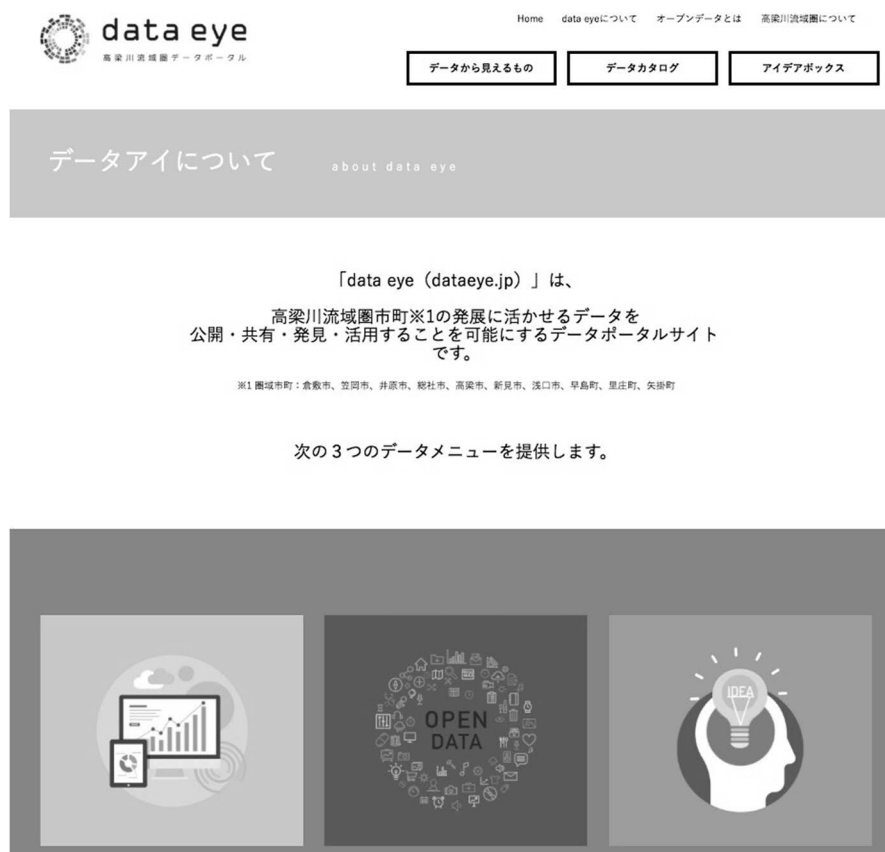 data eye
高梁川流域圏データポータル
Home data eyeについて オープンデータとは 高梁川流域圏について
データから見えるもの データカタログ アイデアボックス
データアイについて about data eye
「data eye（dataeye.jp）」は、
高梁川流域圏市町※1の発展に活かせるデータを
公開・共有・発見・活用することを可能にするデータポータルサイト
です。
※1 圏域市町：倉敷市、笠岡市、井原市、総社市、高梁市、新見市、浅口市、早島町、里庄町、矢掛町
次の３つのデータメニューを提供します。
OPEN
DATA
IDEA